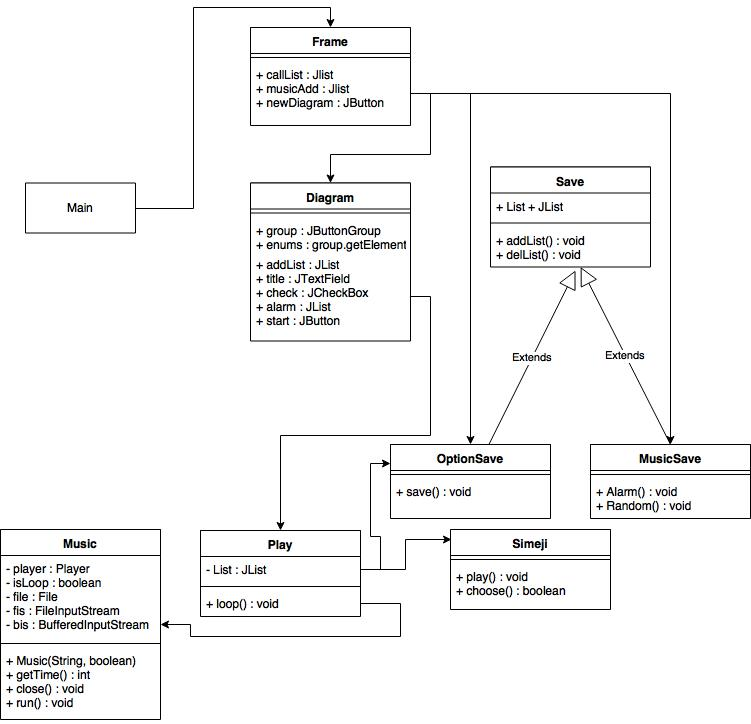 Frame
+ callList : Jlist
+ musicAdd : Jlist
+ newDiagram : JButton
Main
Diagram
+ group : JButtonGroup
+ enums : group.getElement
+ addList : JList
+ title : JTextField
+ check : JCheckBox
+ alarm : JList
+ start : JButton
Save
+ List + JList
+ addList() : void
+ delList() : void
Extends
Extends
OptionSave
+ save() : void
MusicSave
+ Alarm() : void
+ Random() : void
Music
- player : Player
- isLoop : boolean
- file : File
- fis : FileInputStream
- bis : BufferedInputStream
+ Music(String, boolean)
+ getTime() : int
+ close() : void
+ run() : void
Play
- List : JList
+ loop() : void
Simeji
+ play() : void
+ choose() : boolean